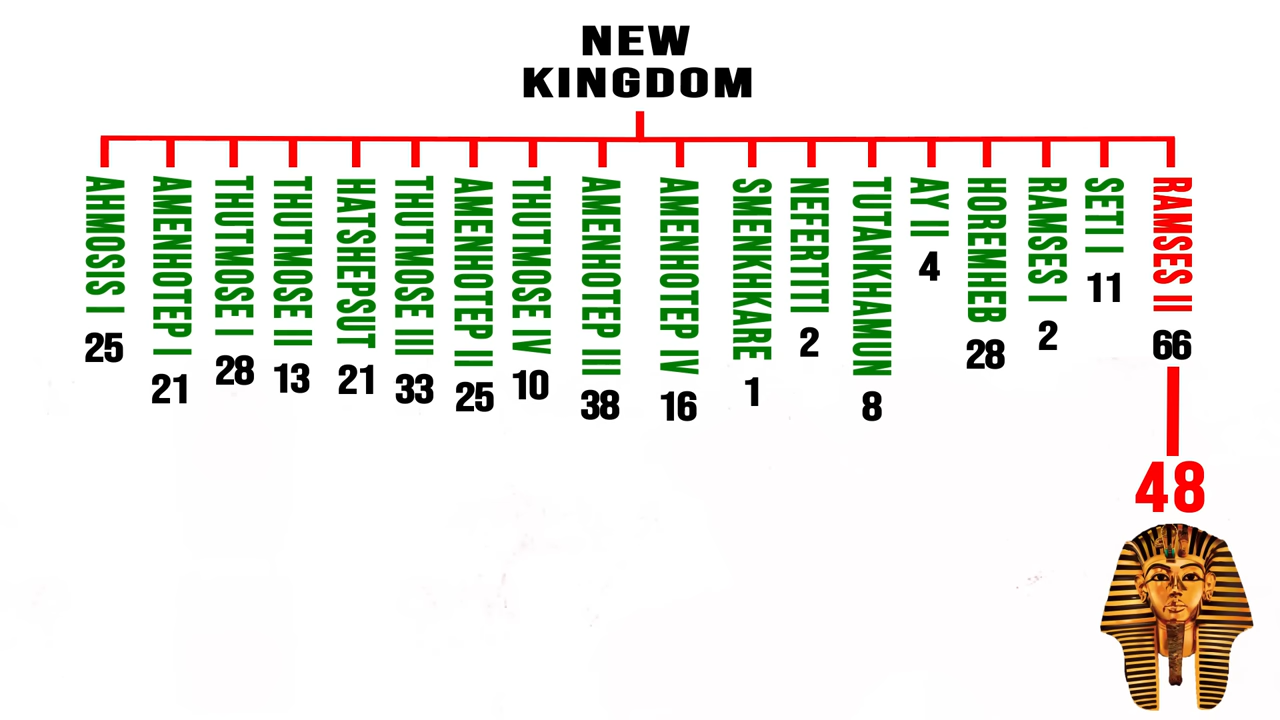 NEW
KINGDOM
AHMOSIS I
25
AMENHOTEP I
21
THUTMOSE I
28
THUTMOSE II
13
HATSHEPSUT
21
THUTMOSE III
33
AMENHOTEP II
25
THUTMOSE IV
10
AMENHOTEP III
38
AMENHOTEP IV
16
SMENKHKARE
1
NEFERTITI
2
TUTANKHAMUN
8
AY II
4
HOREMHEB
28
RAMSES I
2
SETI I
11
RAMSES II
66
48